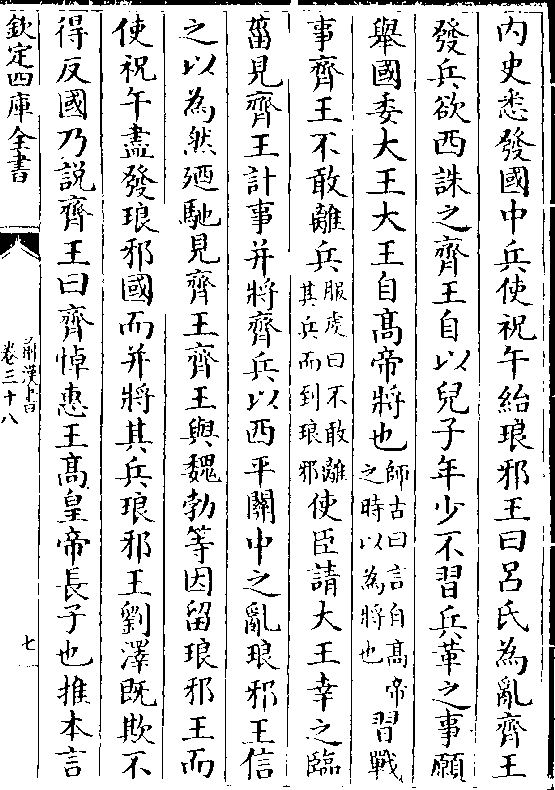 內史悉發國中兵使祝午紿琅邪王曰呂氏為亂齊王
發兵欲西誅之齊王自以兒子年少不習兵革之事願
舉國委大王大王自髙帝將也師古曰言自髙帝之時以為將也習戰
事齊王不敢離兵服虔曰不敢離其兵而到琅邪使臣請大王幸之臨
菑見齊王計事并將齊兵以西平關中之亂琅邪王信
之以為然廼馳見齊王齊王與魏勃等因留琅邪王而
使祝午盡發琅邪國而并將其兵琅邪王劉澤既欺不
得反國乃説齊王曰齊悼惠王髙皇帝長子也推本言
欽定四庫全書
前漢書
卷三十八
七